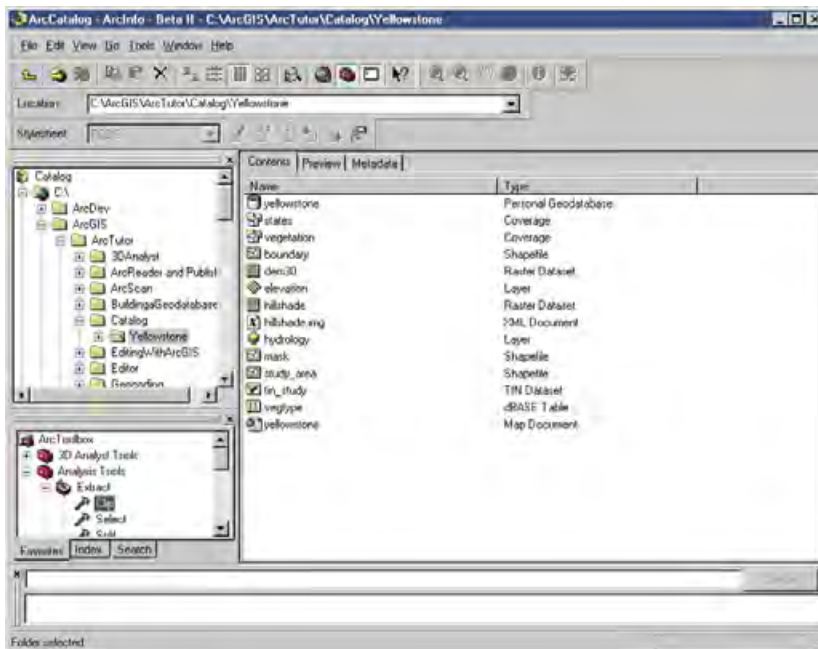 ArcCatalog - ArcInfo - Beta II - C:\ArcGIS\ArcTutor\Catalog\Yellowstone
File Edit View Go Tools Window Help
Location: C:\ArcGIS\ArcTutor\Catalog\Yellowstone
Stylesheet:
Contents Preview Metadata
Catalog
C:\
ArcDev
ArcGIS
ArcTutor
3DAnalyst
ArcReader and Publis
ArcScan
BuildingaGeodatabase
Catalog
Yellowstone
EditingWithArcGIS
Editor
Geocoding
Name Type
yellowstone Personal Geodatabase
states Coverage
vegetation Coverage
boundary Shapefile
dem30 Raster Dataset
elevation Layer
hillshade Raster Dataset
hillshade.img XML Document
hydrology Layer
mask Shapefile
study_area Shapefile
tin_study TIN Dataset
vegtype dBASE Table
yellowstone Map Document
ArcToolbox
3D Analyst Tools
Analysis Tools
Extract
Select
Split
Favorites Index Search
Folder selected